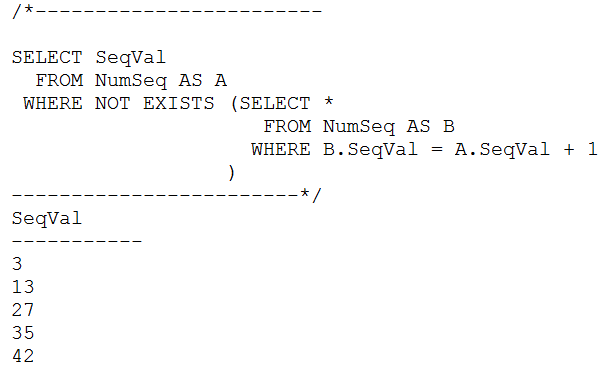 /*------------------------
SELECT SeqVal
  FROM NumSeq AS A
 WHERE NOT EXISTS (SELECT *
                     FROM NumSeq AS B
                    WHERE B.SeqVal = A.SeqVal + 1
                  )
------------------------*/
SeqVal
-----------
3
13
27
35
42